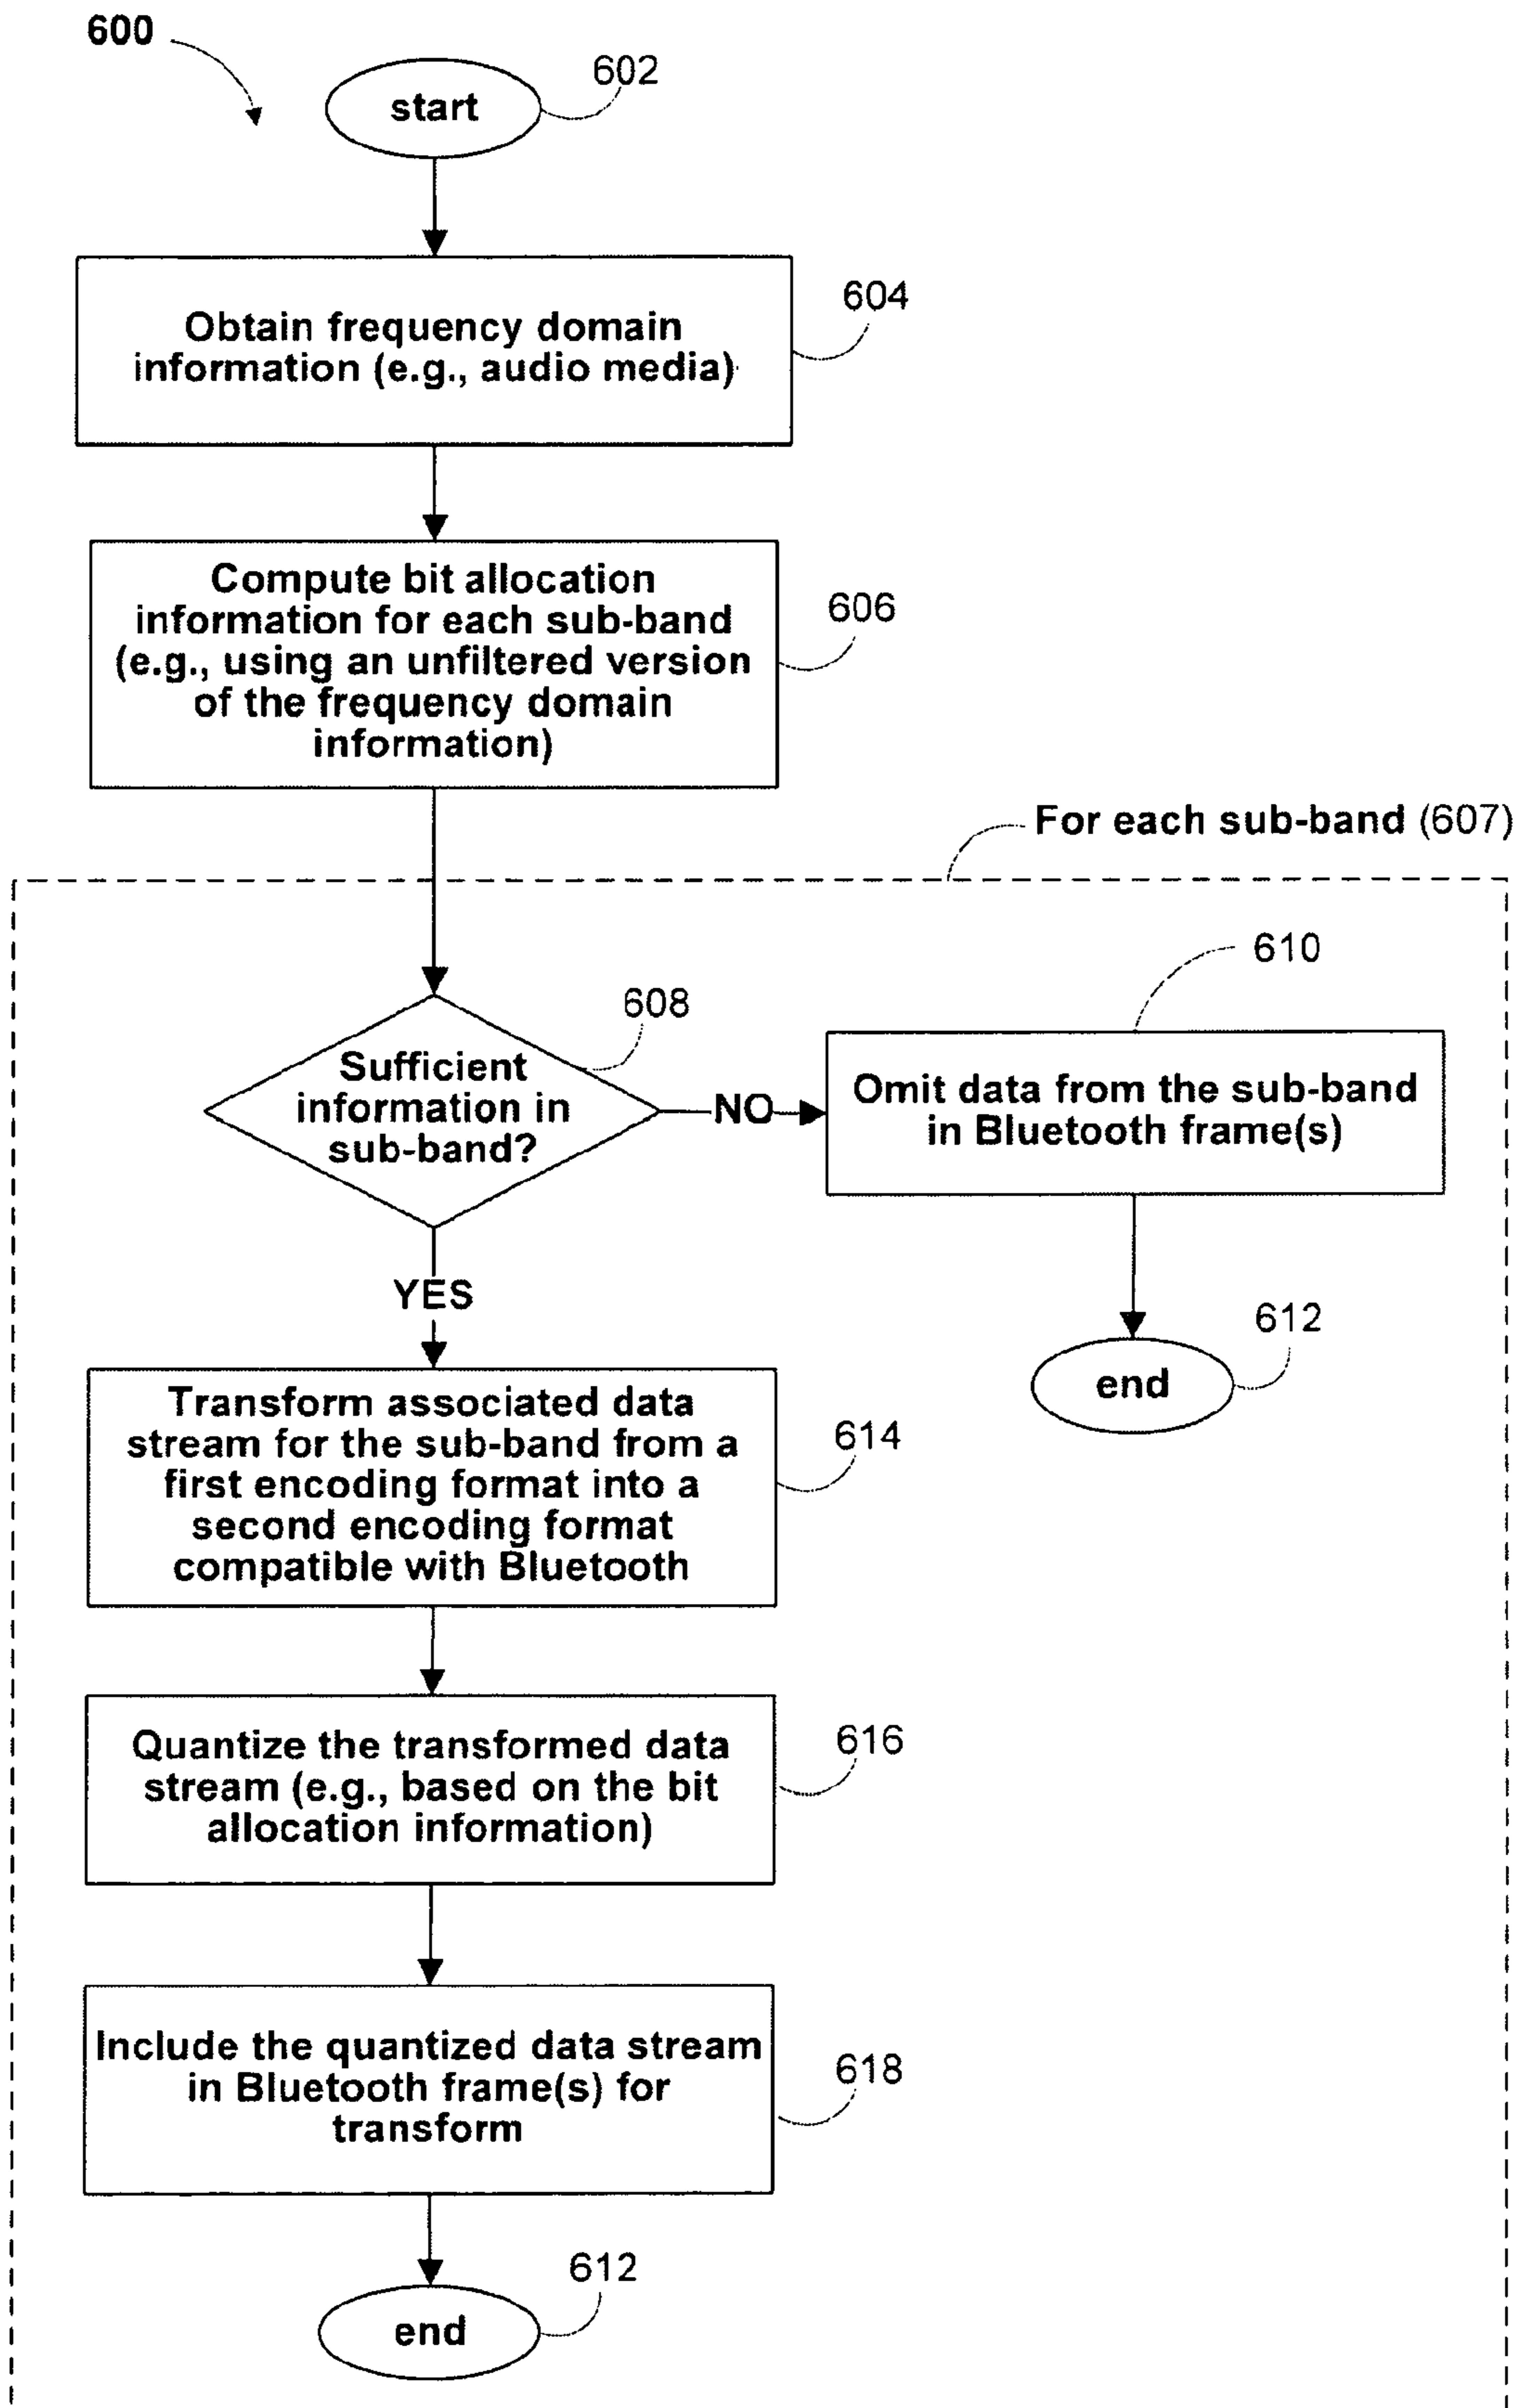 600
602
start
604
Obtain frequency domain
information (e.g., audio media)
Compute bit allocation
information for each sub-band
(e.g., using an unfiltered version
of the frequency domain
information)
606
For each sub-band (607)
610
608
Sufficient
information in
sub-band?
NO
Omit data from the sub-band
in Bluetooth frame(s)
YES
612
end
Transform associated data
stream for the sub-band from a
first encoding format into a
second encoding format
compatible with Bluetooth
614
Quantize the transformed data
stream (e.g., based on the bit
allocation information)
616
Include the quantized data stream
in Bluetooth frame(s) for
transform
618
612
end